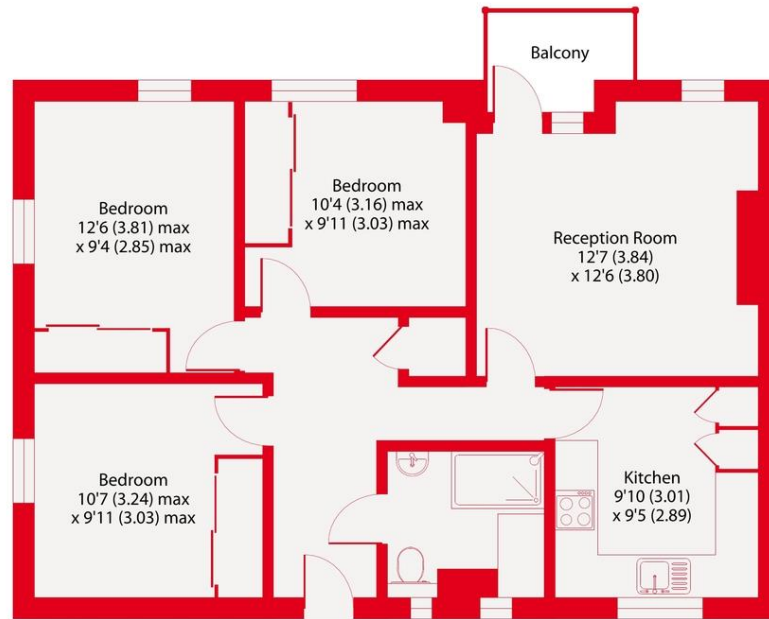 Balcony
Bedroom
12'6 (3.81) max
x 9'4 (2.85) max
Bedroom
10'4 (3.16) max
x 9'11 (3.03) max
Reception Room
12'7 (3.84)
x 12'6 (3.80)
Bedroom
10'7 (3.24) max
x 9'11 (3.03) max
Kitchen
9'10 (3.01)
x 9'5 (2.89)